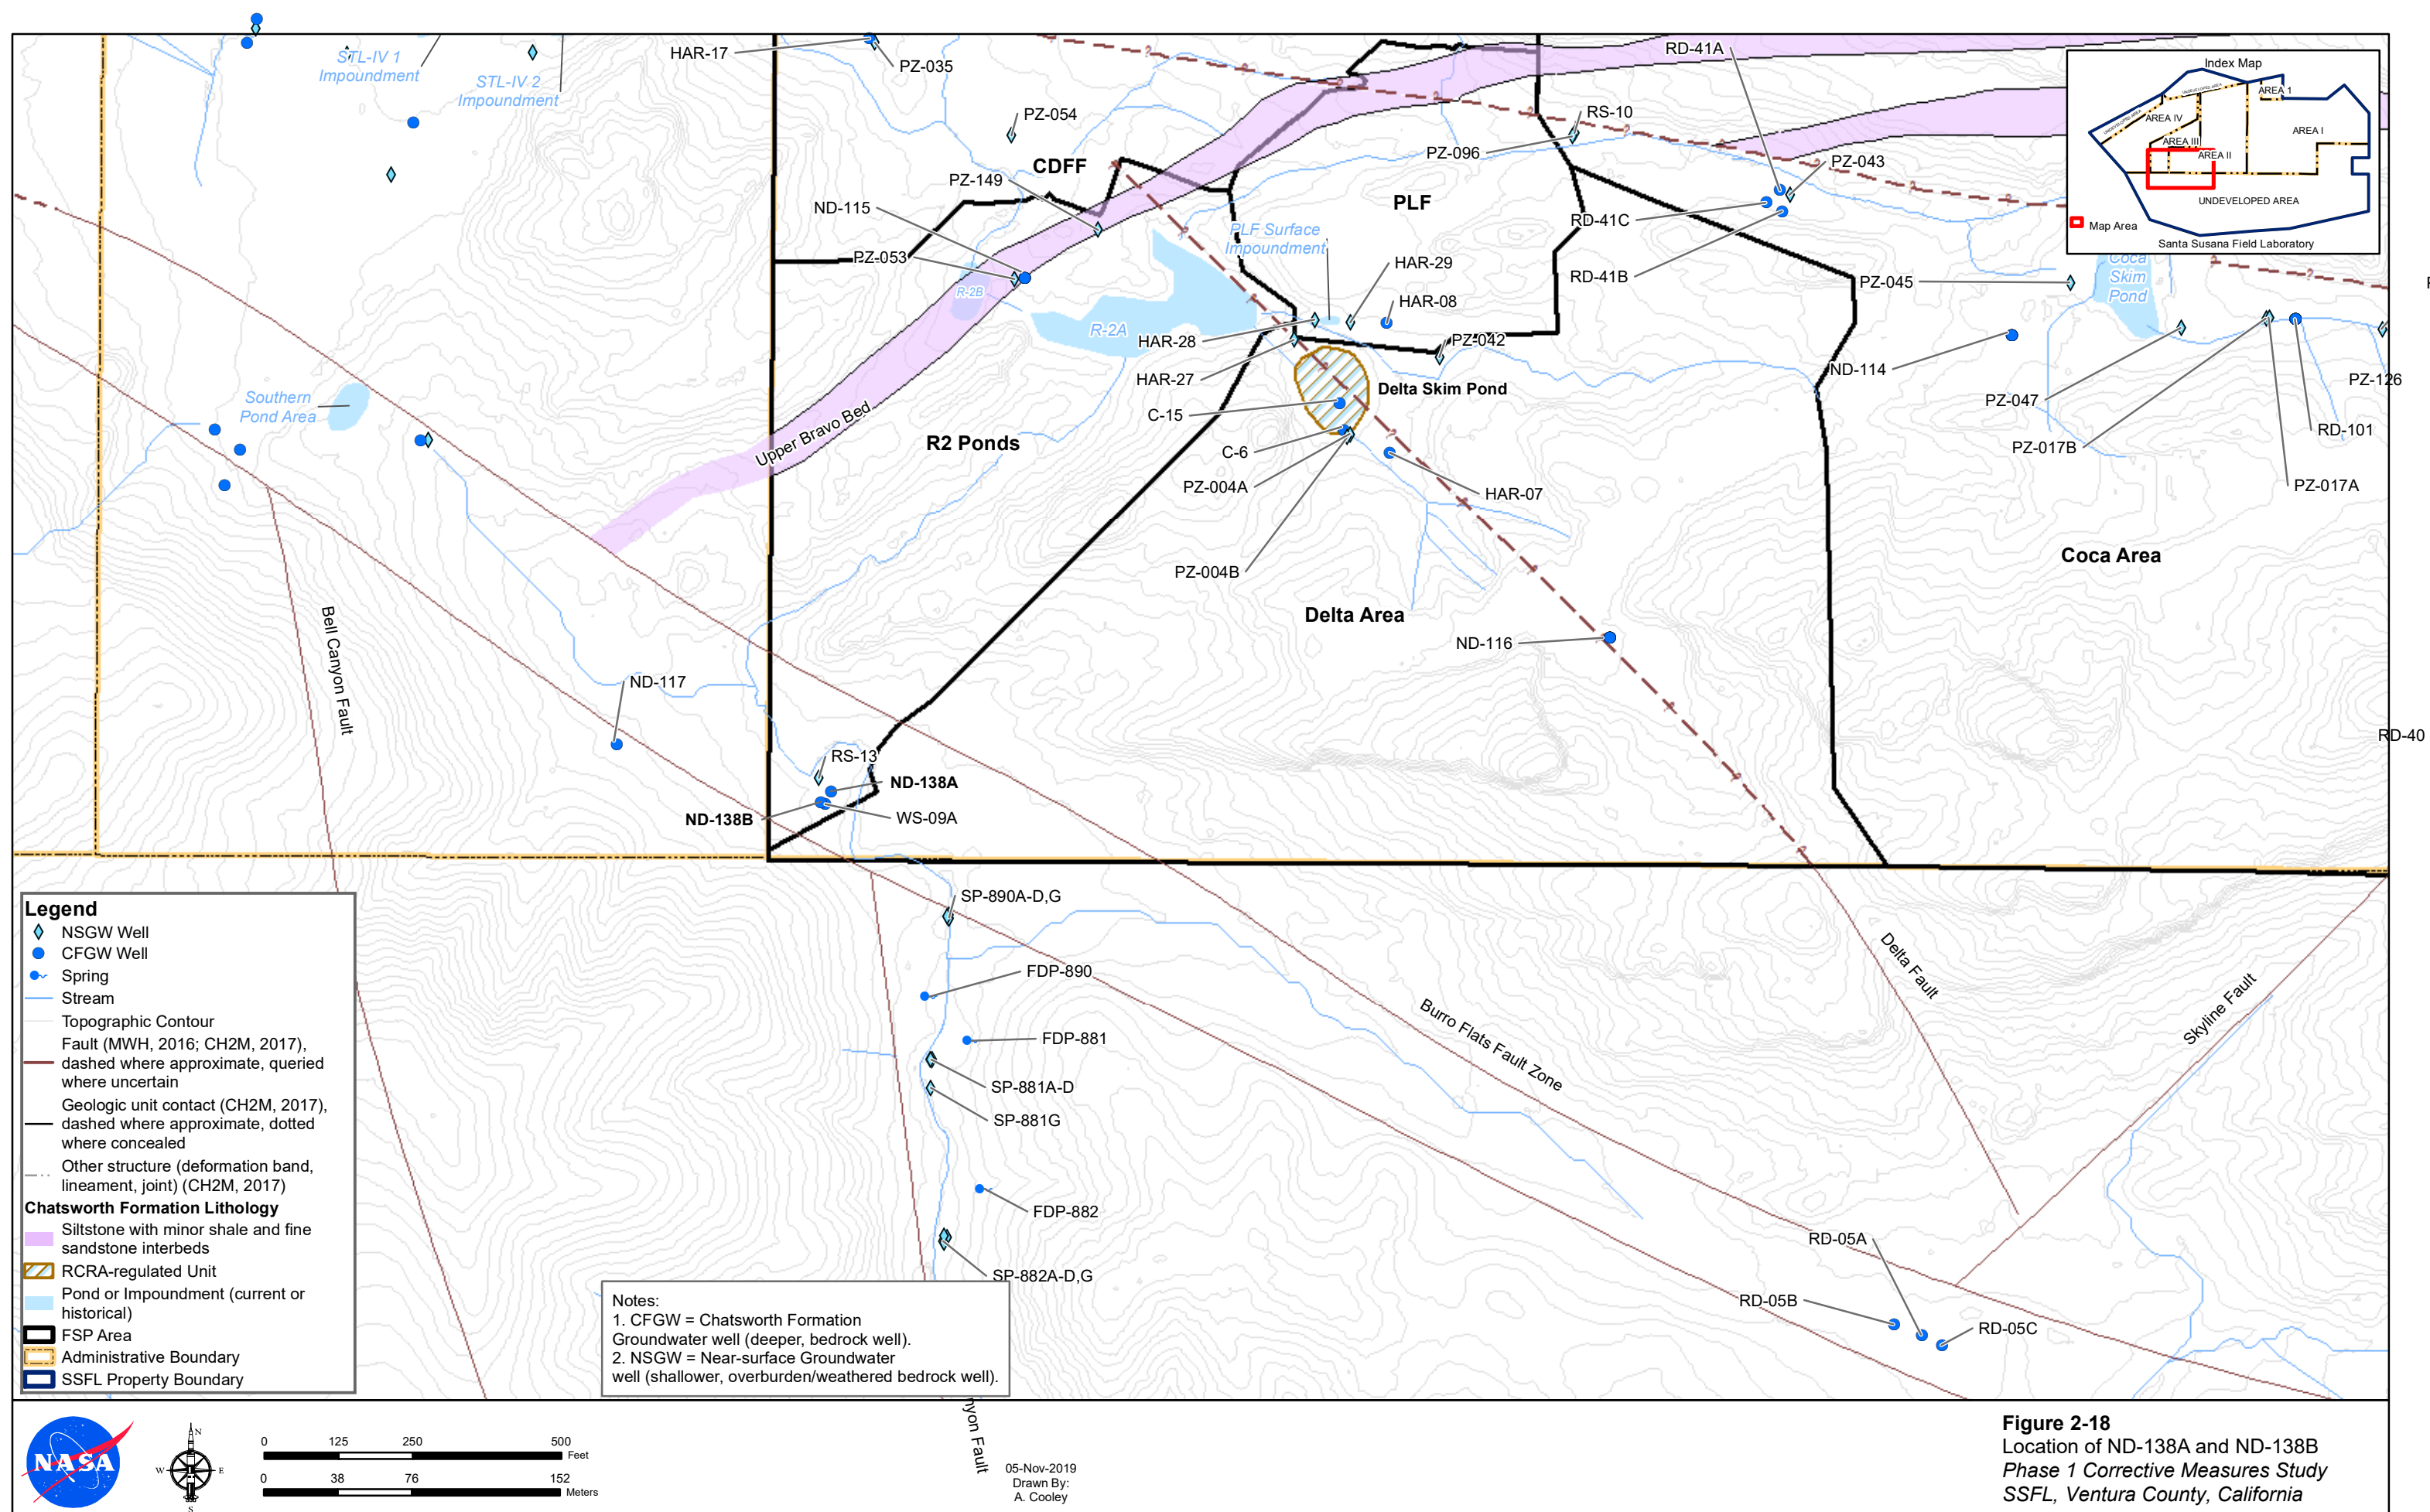 HAR-17
PZ-035
STL-IV 1
Impoundment
STL-IV 2
Impoundment
PZ-054
CDFF
PZ-149
ND-115
PZ-053
R-2B
R-2A
RD-41A
RS-10
PZ-096
PLF
PZ-043
RD-41C
RD-41B
PLF Surface
Impoundment
HAR-29
HAR-08
HAR-28
PZ-042
HAR-27
Delta Skim Pond
C-15
C-6
PZ-004A
HAR-07
PZ-004B
Index Map
UNDEVELOPED AREA
AREA 1
UNDEVELOPED AREA
AREA IV
AREA I
AREA III
AREA II
UNDEVELOPED AREA
Map Area
Santa Susana Field Laboratory
Coca
Skim
Pond
PZ-045
ND-114
PZ-047
PZ-017B
PZ-126
RD-101
PZ-017A
Southern
Pond Area
Upper Bravo Bed
R2 Ponds
Coca Area
Delta Area
ND-116
Bell Canyon Fault
ND-117
RD-40
RS-13
ND-138A
ND-138B
WS-09A
SP-890A-D,G
FDP-890
FDP-881
SP-881A-D
SP-881G
FDP-882
SP-882A-D,G
Burro Flats Fault Zone
Delta Fault
Skyline Fault
RD-05A
RD-05B
RD-05C
Legend
NSGW Well
CFGW Well
Spring
Stream
Topographic Contour
Fault (MWH, 2016; CH2M, 2017),
dashed where approximate, queried
where uncertain
Geologic unit contact (CH2M, 2017),
dashed where approximate, dotted
where concealed
Other structure (deformation band,
lineament, joint) (CH2M, 2017)
Chatsworth Formation Lithology
Siltstone with minor shale and fine
sandstone interbeds
RCRA-regulated Unit
Pond or Impoundment (current or
historical)
FSP Area
Administrative Boundary
SSFL Property Boundary
Notes:
1. CFGW = Chatsworth Formation
Groundwater well (deeper, bedrock well).
2. NSGW = Near-surface Groundwater
well (shallower, overburden/weathered bedrock well).
nyon Fault
NASA
N
W E
S
0 125 250 500
Feet
0 38 76 152
Meters
05-Nov-2019
Drawn By:
A. Cooley
Figure 2-18
Location of ND-138A and ND-138B
Phase 1 Corrective Measures Study
SSFL, Ventura County, California